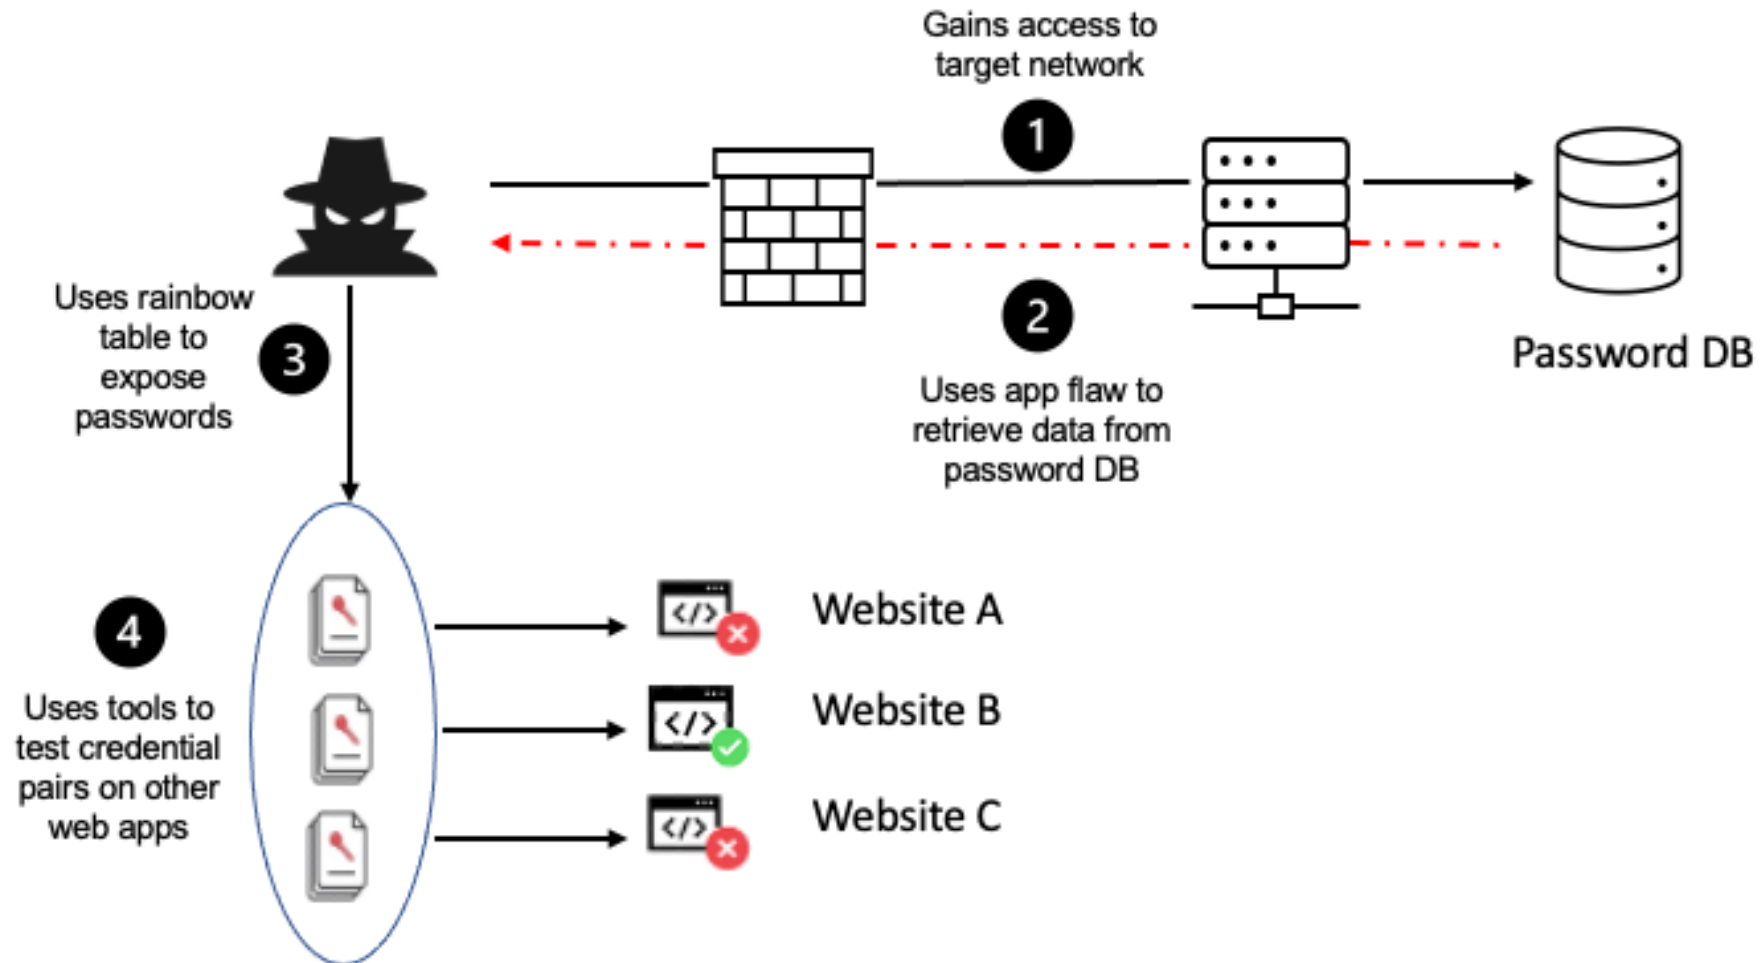 Gains access to
target network
1
2
Uses app flaw to
retrieve data from
password DB
Password DB
Uses rainbow
table to
expose
passwords
3
4
Uses tools to
test credential
pairs on other
web apps
</>
Website A
</>
Website B
</>
Website C